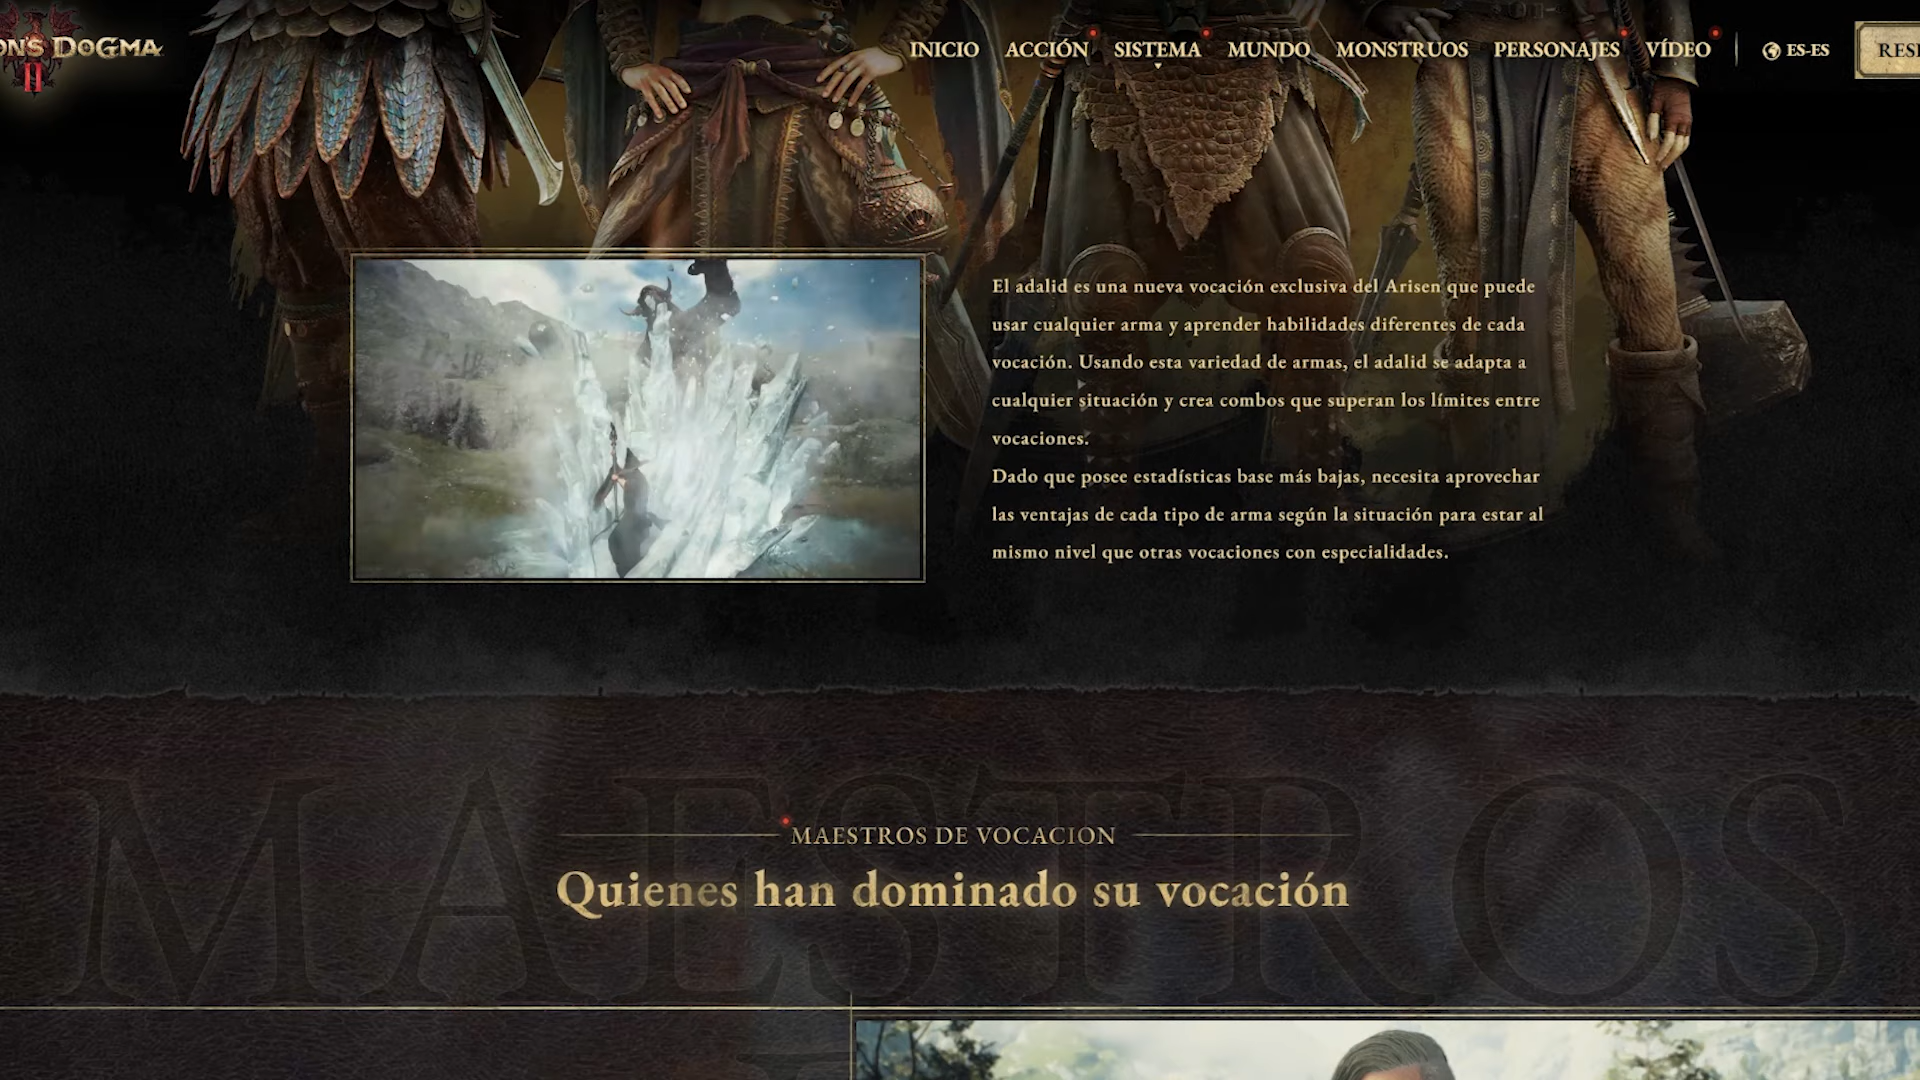 ON'S DOGMA
II
INICIO ACCIÓN SISTEMA MUNDO MONSTRUOS PERSONAJES VÍDEO ES-ES
El adalid es una nueva vocación exclusiva del Arisen que puede
usar cualquier arma y aprender habilidades diferentes de cada
vocación. Usando esta variedad de armas, el adalid se adapta a
cualquier situación y crea combos que superan los límites entre
vocaciones.
Dado que posee estadísticas base más bajas, necesita aprovechar
las ventajas de cada tipo de arma según la situación para estar al
mismo nivel que otras vocaciones con especialidades.
MAESTROS
MAESTROS DE VOCACION
Quienes han dominado su vocación